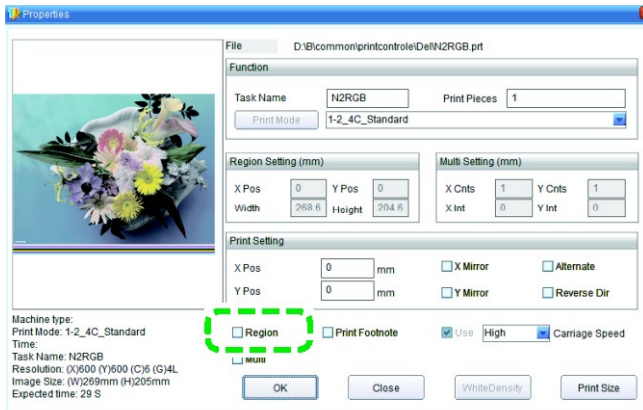 Properties
File D:\B\common\printcontrole\Del\N2RGB.prt
Function
Task Name N2RGB Print Pieces 1
Print Mode 1-2_4C_Standard
Region Setting (mm)
X Pos 0 Y Pos 0
Width 268.6 Height 204.6
Multi Setting (mm)
X Cnts 1 Y Cnts 1
X Int 0 Y Int 0
Print Setting
X Pos 0 mm X Mirror Alternate
Y Pos 0 mm Y Mirror Reverse Dir
Region Print Footnote Use High Carriage Speed
Multi
OK Close WhiteDensity Print Size
Machine type:
Print Mode: 1-2_4C_Standard
Time:
Task Name: N2RGB
Resolution: (X)600 (Y)600 (C)6 (G)4L
Image Size: (W)269mm (H)205mm
Expected time: 29 S